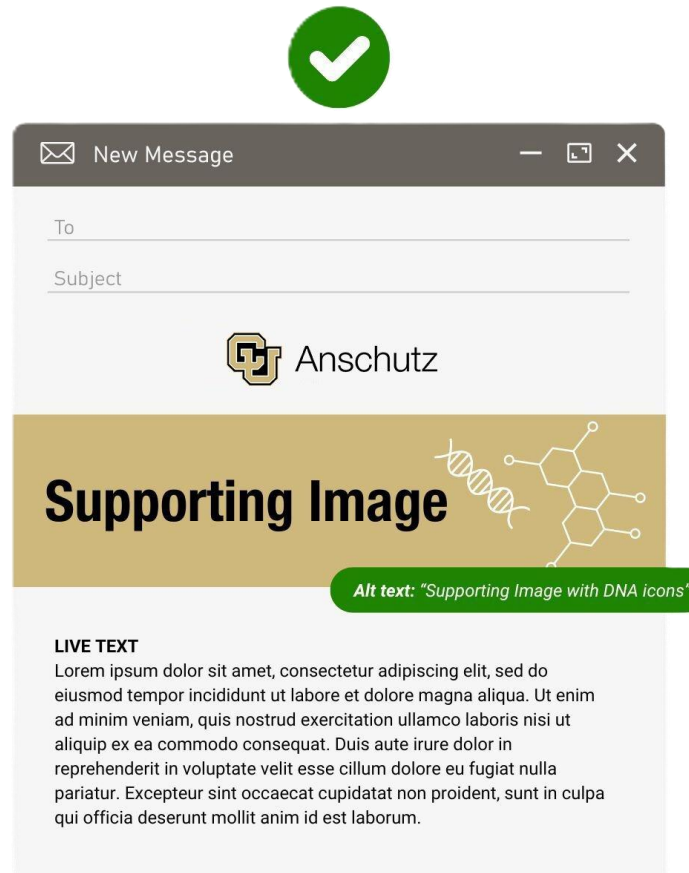 New Message
To
Subject
CU Anschutz
Supporting Image
Alt text: “Supporting Image with DNA icons”
LIVE TEXT
Lorem ipsum dolor sit amet, consectetur adipiscing elit, sed do
eiusmod tempor incididunt ut labore et dolore magna aliqua. Ut enim
ad minim veniam, quis nostrud exercitation ullamco laboris nisi ut
aliquip ex ea commodo consequat. Duis aute irure dolor in
reprehenderit in voluptate velit esse cillum dolore eu fugiat nulla
pariatur. Excepteur sint occaecat cupidatat non proident, sunt in culpa
qui officia deserunt mollit anim id est laborum.